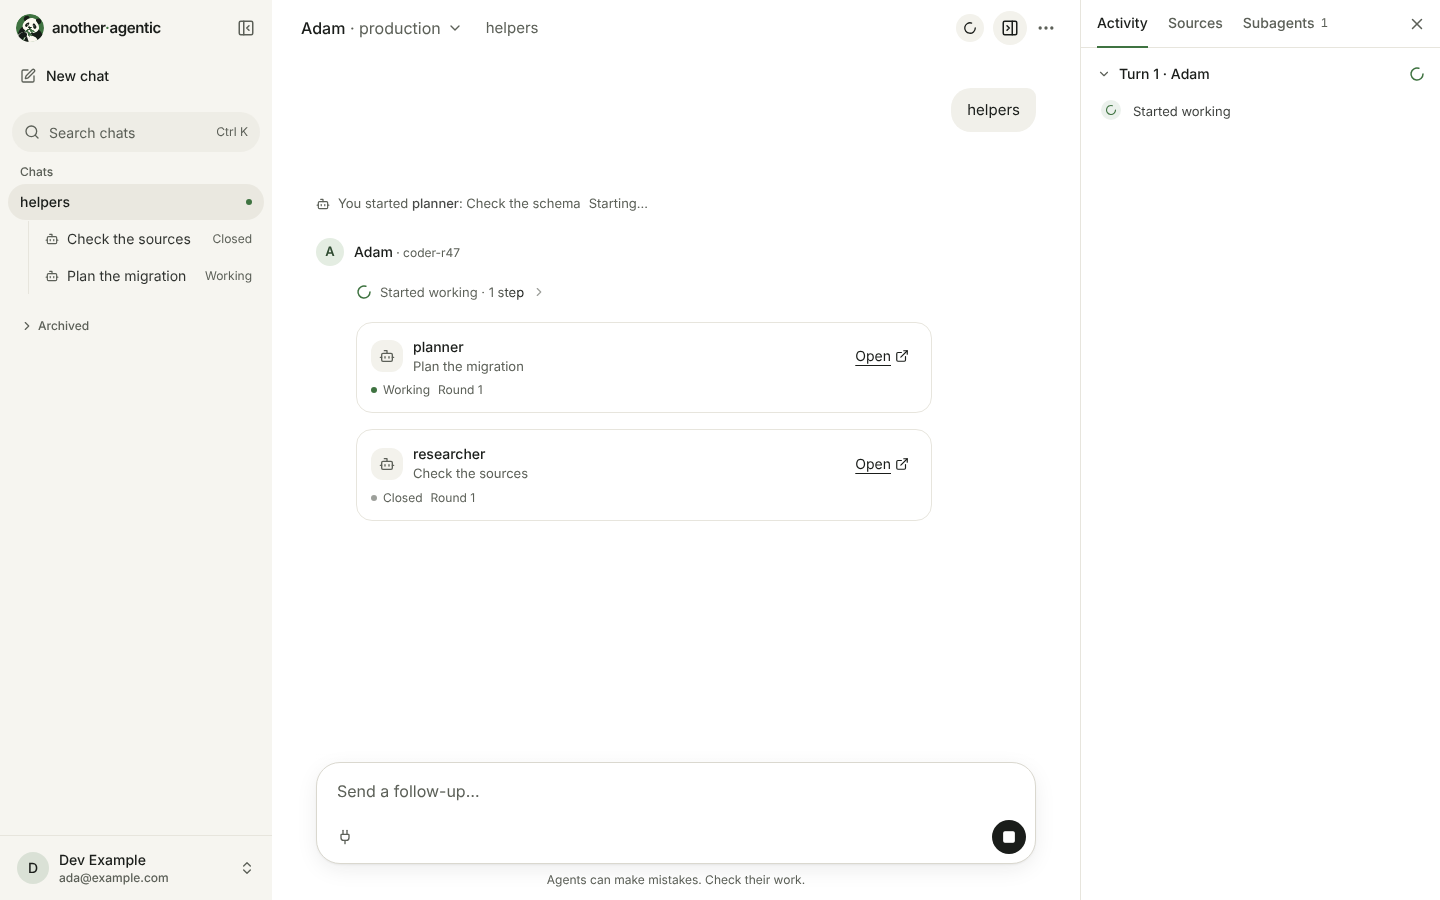 another·agentic
New chat
Search chats Ctrl K
Chats
helpers
Check the sources Closed
Plan the migration Working
Archived
Dev Example
D
ada@example.com
Adam · production helpers
helpers
You started planner: Check the schema Starting...
A Adam · coder-r47
Started working · 1 step
planner
Plan the migration
Open
Working Round 1
researcher
Check the sources
Open
Closed Round 1
Send a follow-up...
Agents can make mistakes. Check their work.
Activity Sources Subagents 1
Turn 1 · Adam
Started working